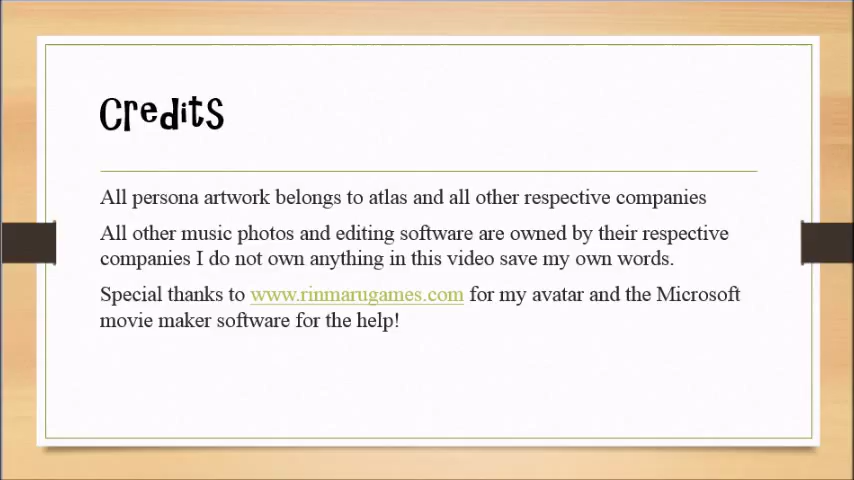 Credits
All persona artwork belongs to atlas and all other respective companies
All other music photos and editing software are owned by their respective
companies I do not own anything in this video save my own words.
Special thanks to www.rinmarugames.com for my avatar and the Microsoft
movie maker software for the help!